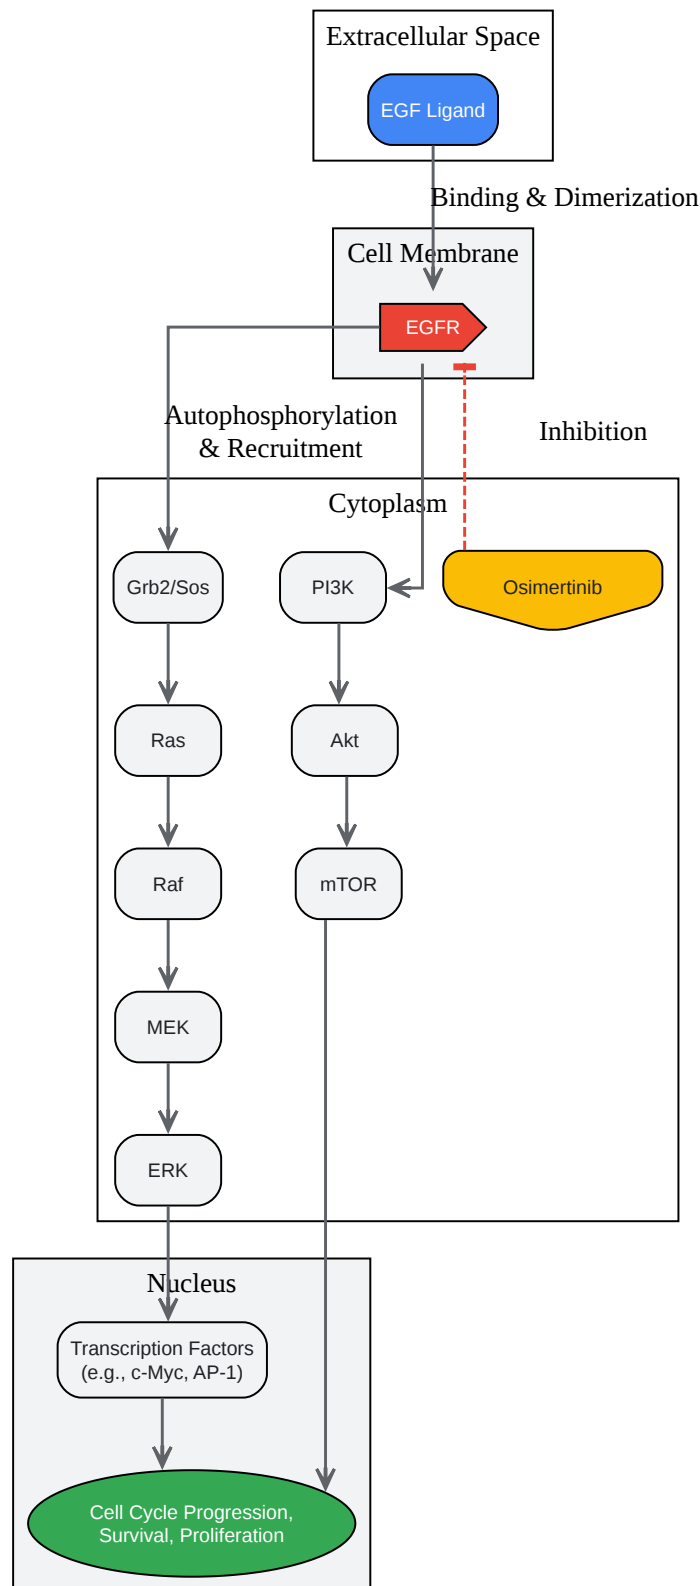 Extracellular Space
EGF Ligand
Binding & Dimerization
Cell Membrane
EGFR
Autophosphorylation
& Recruitment
Inhibition
Cytoplasm
Grb2/Sos
PI3K
Osimertinib
Ras
Akt
Raf
mTOR
MEK
ERK
Nucleus
Transcription Factors
(e.g., c-Myc, AP-1)
Cell Cycle Progression,
Survival, Proliferation